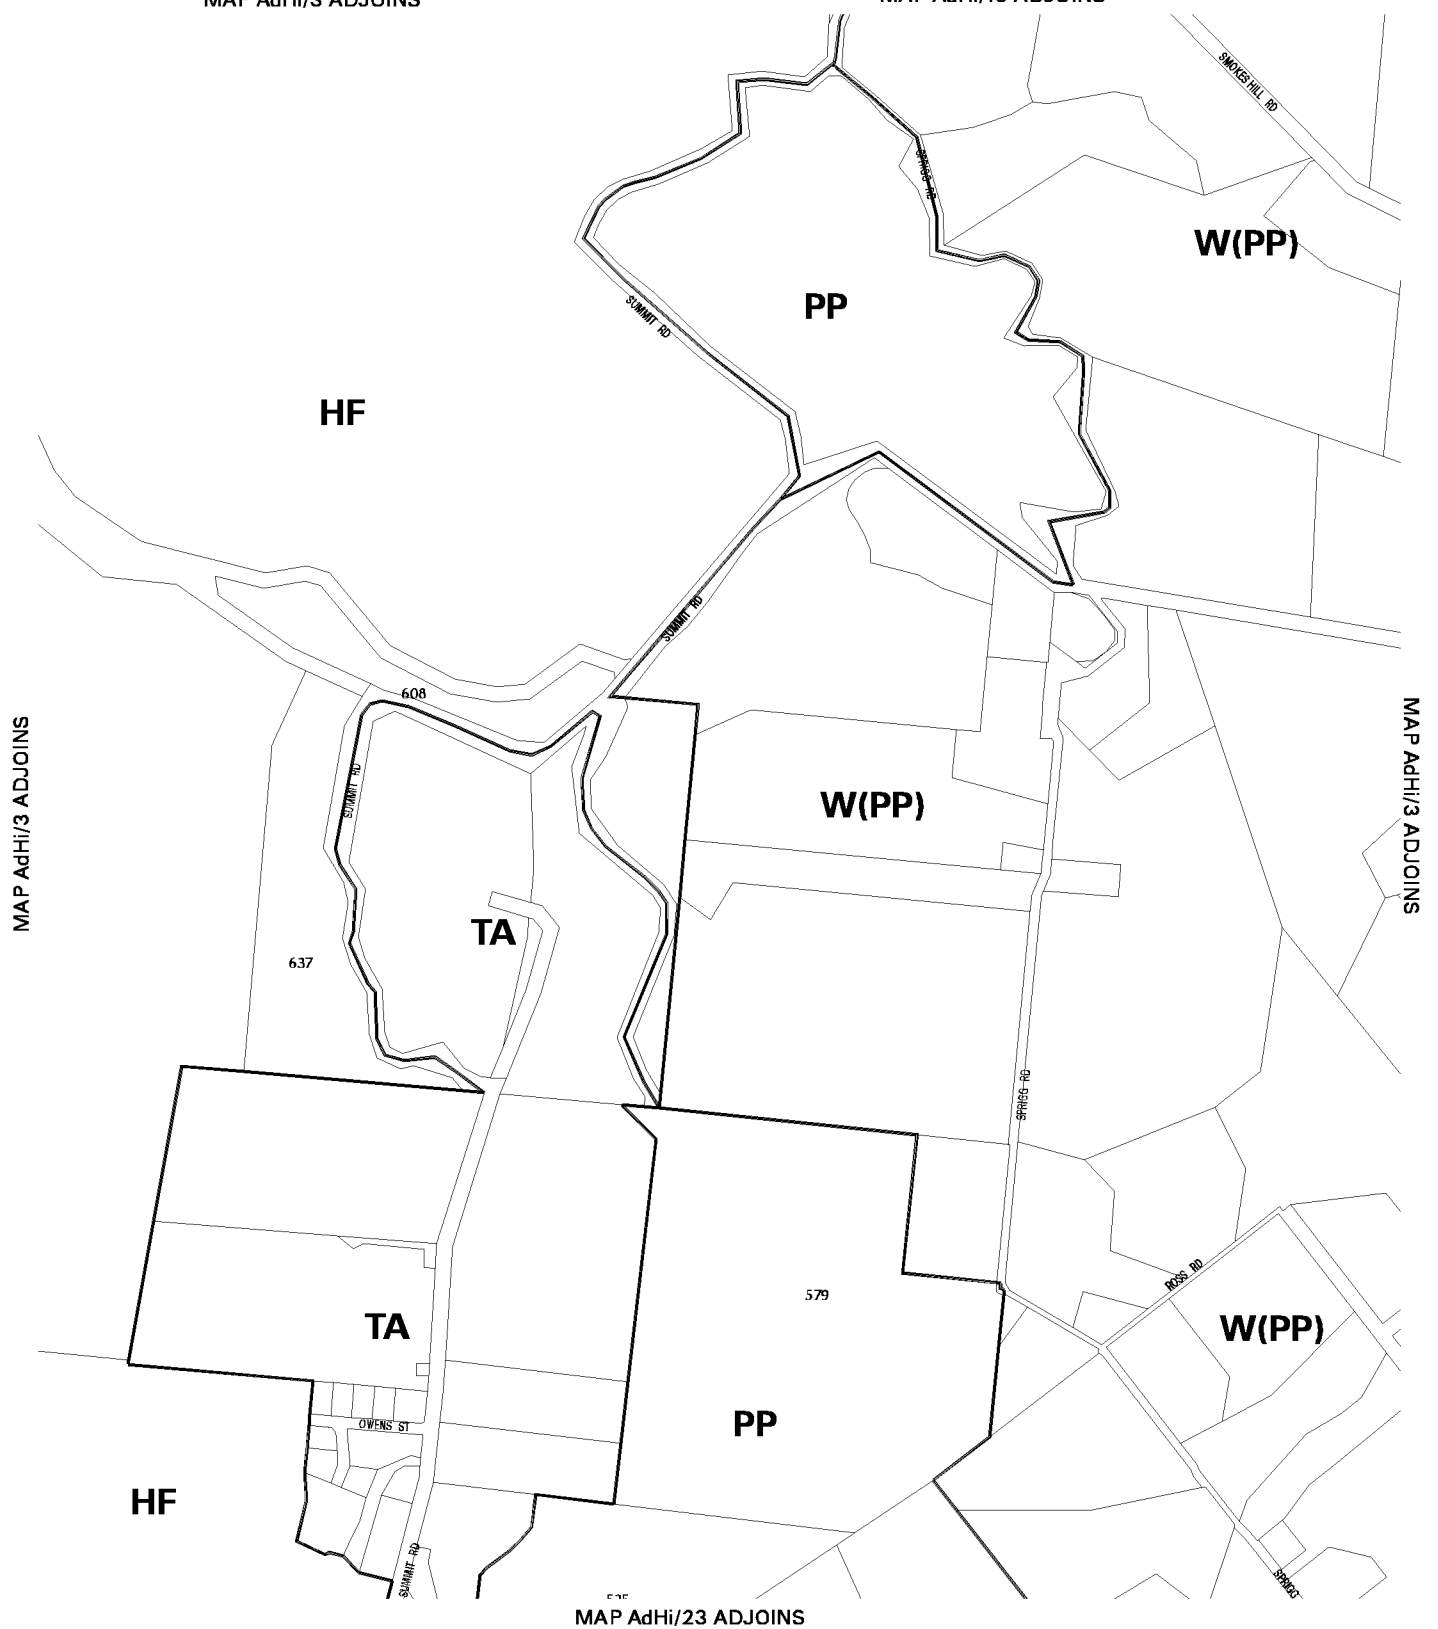 MAP AdHi/3 ADJOINS
SMOKES HILL RD
SPRIGG RD
W(PP)
PP
SUMMIT RD
HF
SUMMIT RD
608
MAP AdHi/3 ADJOINS
MAP AdHi/3 ADJOINS
SUMMIT RD
W(PP)
TA
637
SPRIGG RD
ROSS RD
579
TA
W(PP)
PP
OWENS ST
HF
SUMMIT RD
SPRIGG
MAP AdHi/23 ADJOINS